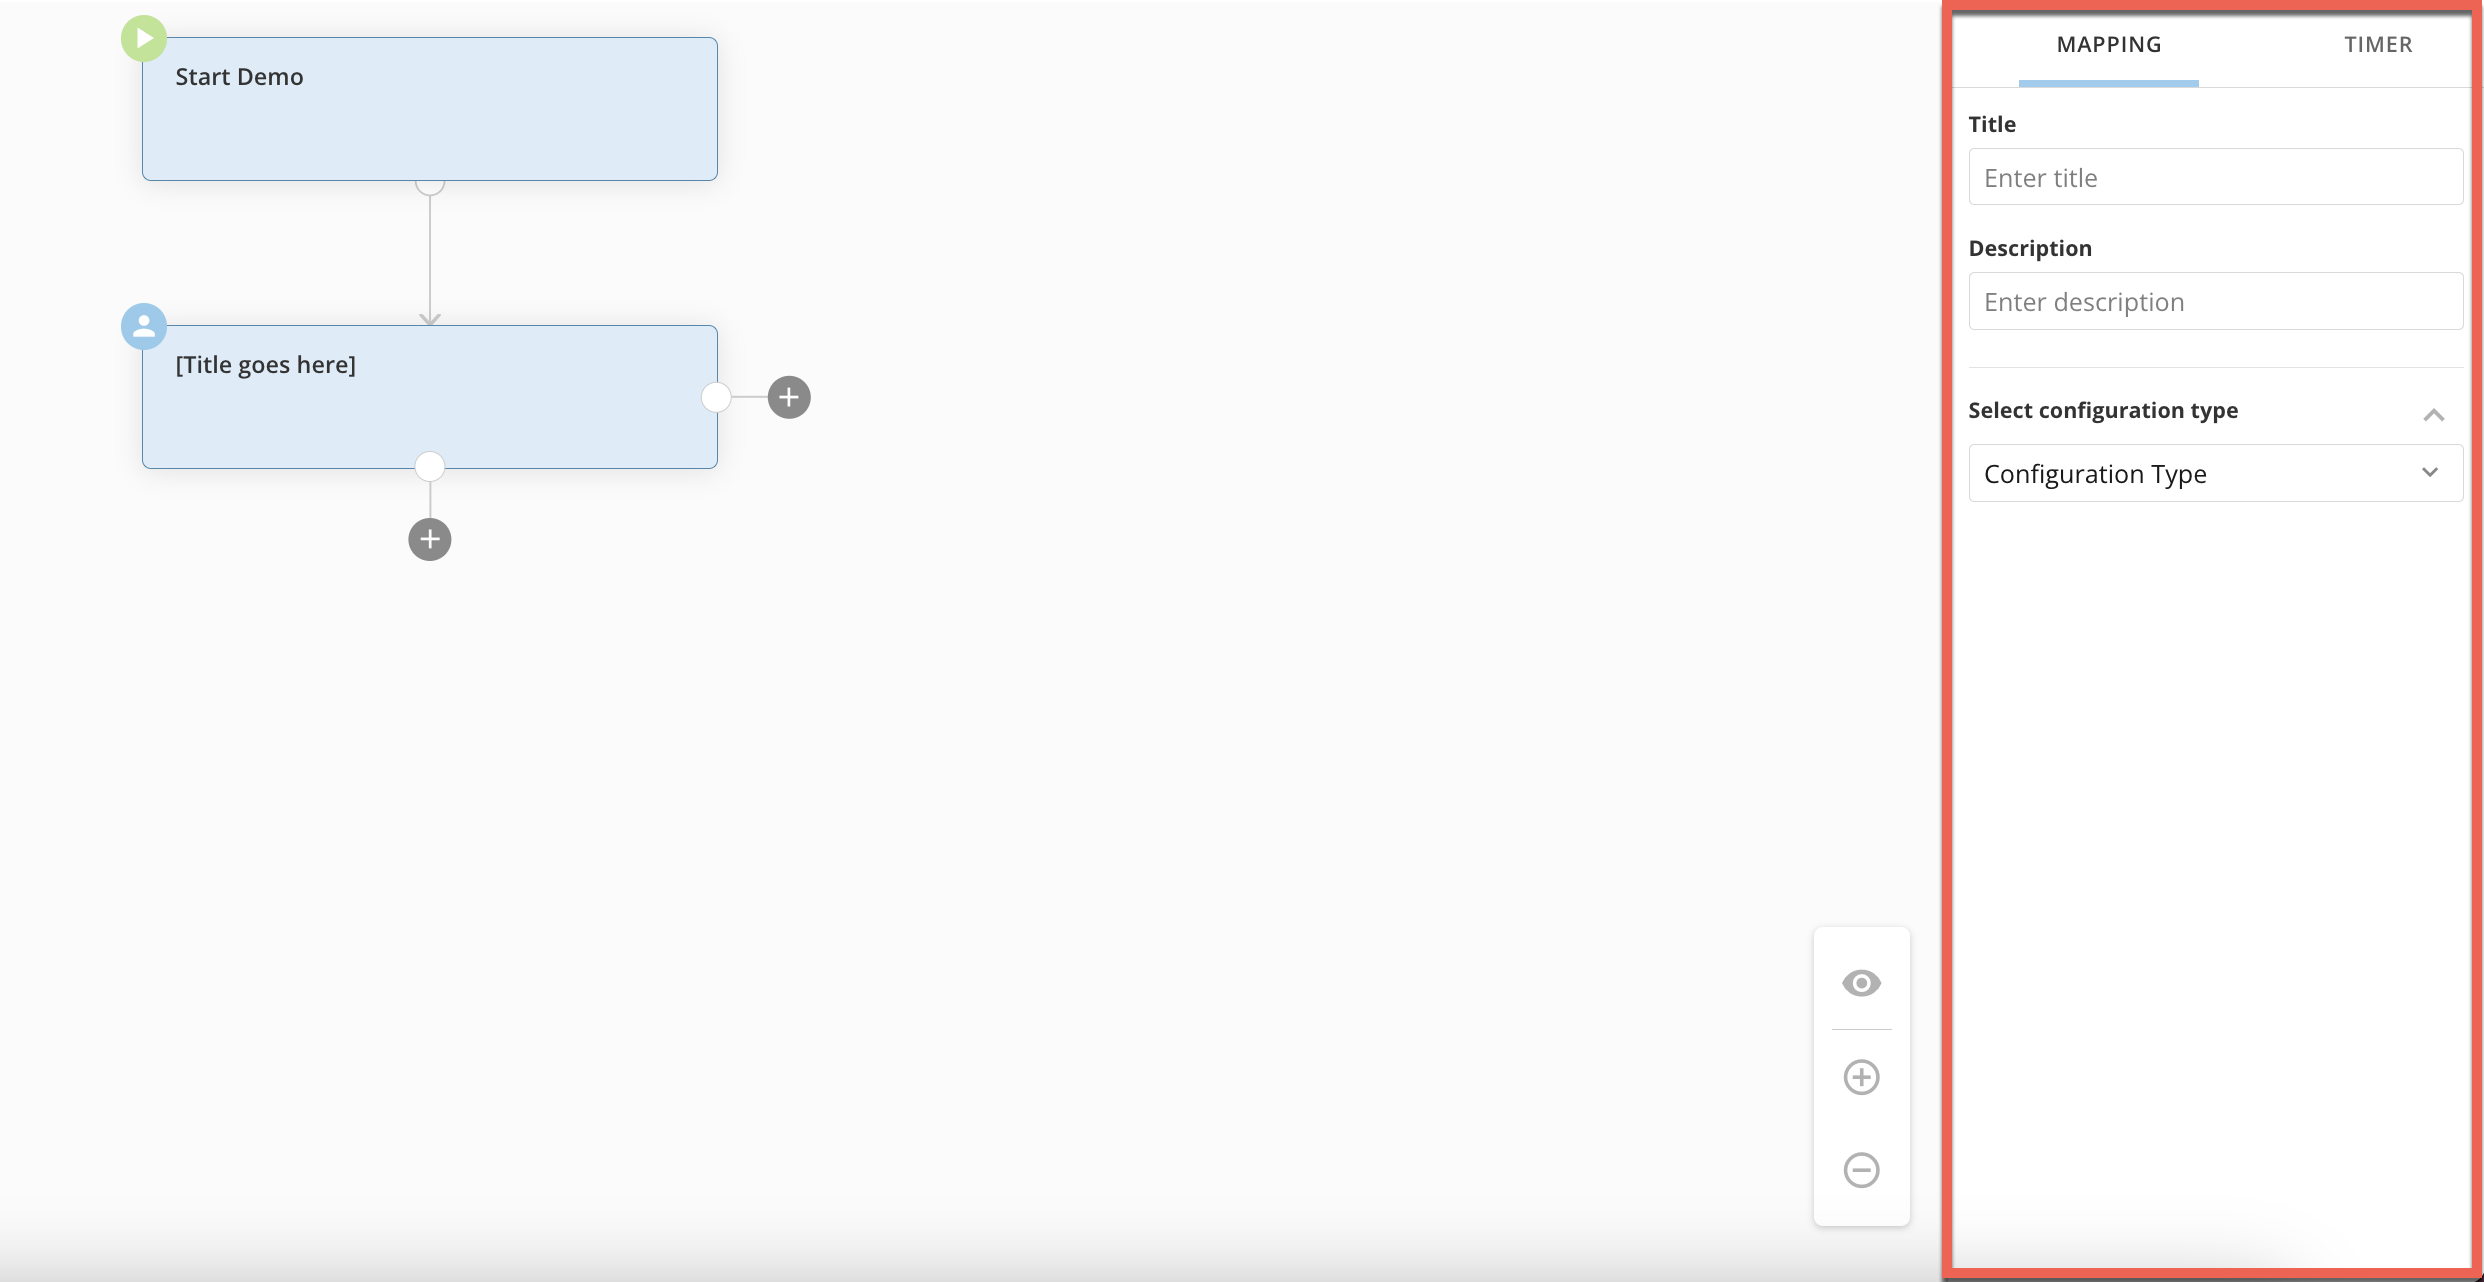 Start Demo
[Title goes here]
MAPPING
TIMER
Title
Enter title
Description
Enter description
Select configuration type
Configuration Type